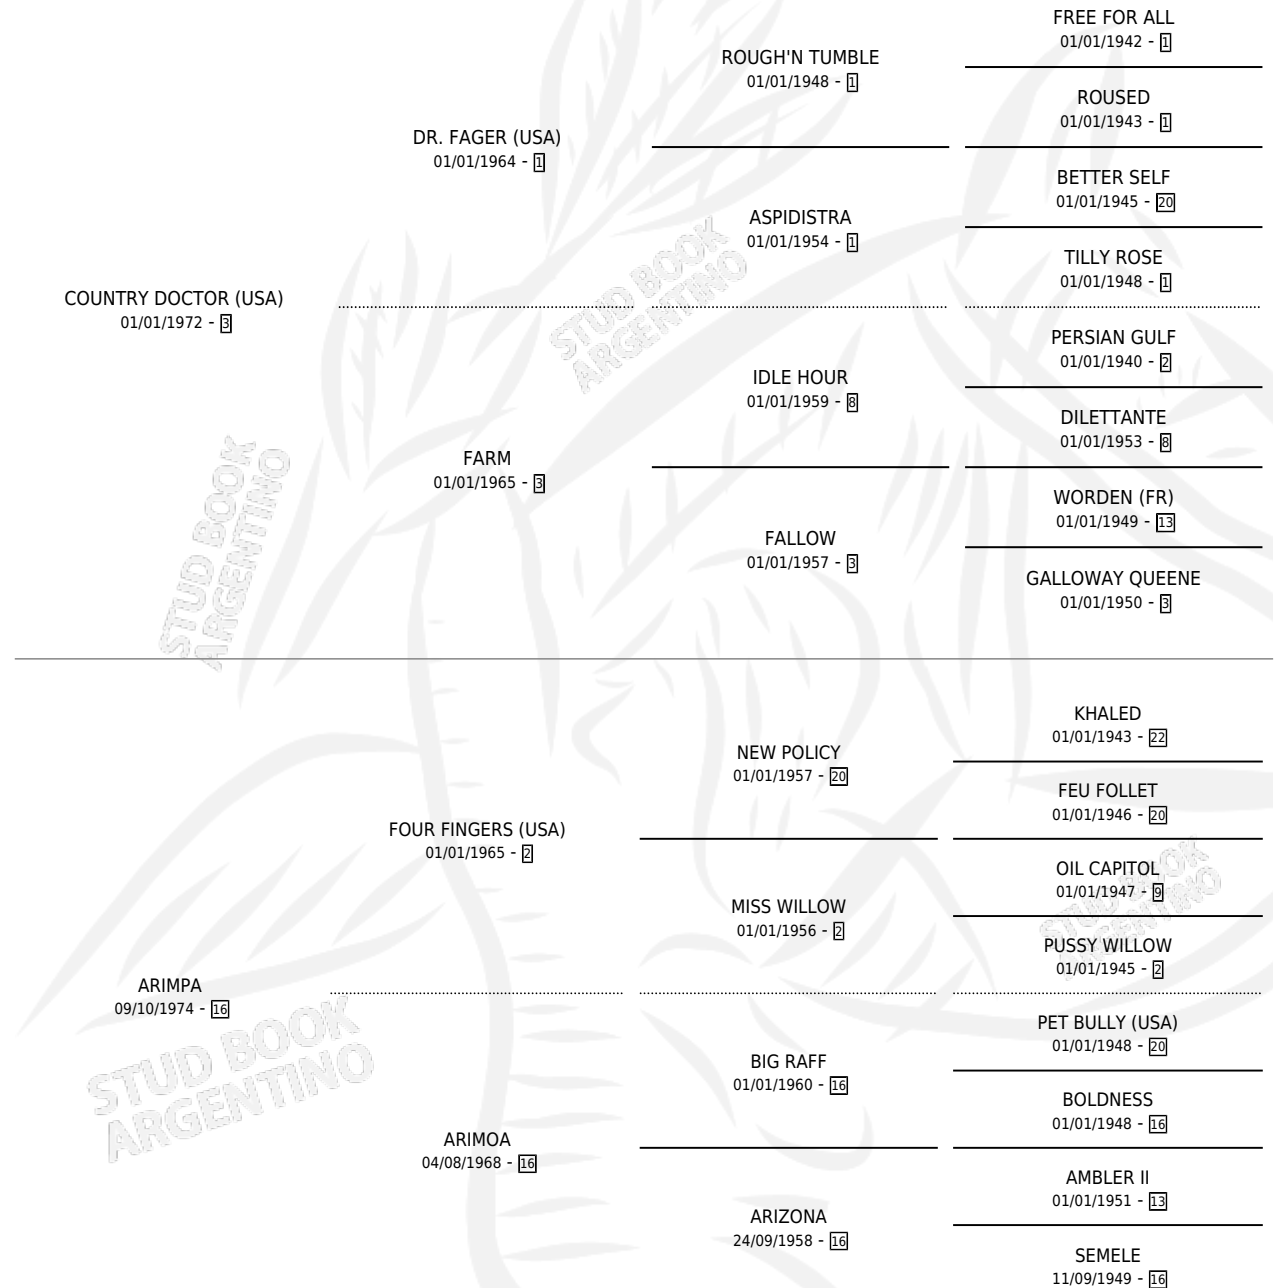 FREE FOR ALL
01/01/1942 - 1
ROUGH'N TUMBLE
01/01/1948 - 1
ROUSED
01/01/1943 - 1
DR. FAGER (USA)
01/01/1964 - 1
BETTER SELF
01/01/1945 - 20
ASPIDISTRA
01/01/1954 - 1
TILLY ROSE
01/01/1948 - 1
COUNTRY DOCTOR (USA)
01/01/1972 - 3
PERSIAN GULF
01/01/1940 - 2
IDLE HOUR
01/01/1959 - 8
DILETTANTE
01/01/1953 - 8
FARM
01/01/1965 - 3
WORDEN (FR)
01/01/1949 - 13
FALLOW
01/01/1957 - 3
GALLOWAY QUEENE
01/01/1950 - 3
KHALED
01/01/1943 - 22
NEW POLICY
01/01/1957 - 20
FEU FOLLET
01/01/1946 - 20
FOUR FINGERS (USA)
01/01/1965 - 2
OIL CAPITOL
01/01/1947 - 9
MISS WILLOW
01/01/1956 - 2
PUSSY WILLOW
01/01/1945 - 2
ARIMPA
09/10/1974 - 16
PET BULLY (USA)
01/01/1948 - 20
BIG RAFF
01/01/1960 - 16
BOLDNESS
01/01/1948 - 16
ARIMOA
04/08/1968 - 16
AMBLER II
01/01/1951 - 13
ARIZONA
24/09/1958 - 16
SEMELE
11/09/1949 - 16
STUD BOOK
ARGENTINO
STUD BOOK
ARGENTINO
STUD BOOK
ARGENTINO
STUD BOOK
ARGENTINO